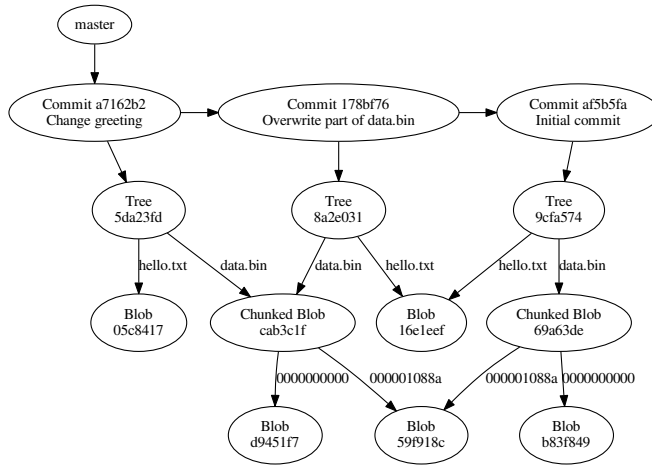 master
Commit a7162b2
Change greeting
Commit 178bf76
Overwrite part of data.bin
Commit af5b5fa
Initial commit
Tree
5da23fd
Tree
8a2e031
Tree
9cfa574
hello.txt
data.bin
data.bin
hello.txt
hello.txt
data.bin
Blob
05c8417
Chunked Blob
cab3c1f
Blob
16e1eef
Chunked Blob
69a63de
0000000000
000001088a
000001088a
0000000000
Blob
d9451f7
Blob
59f918c
Blob
b83f849